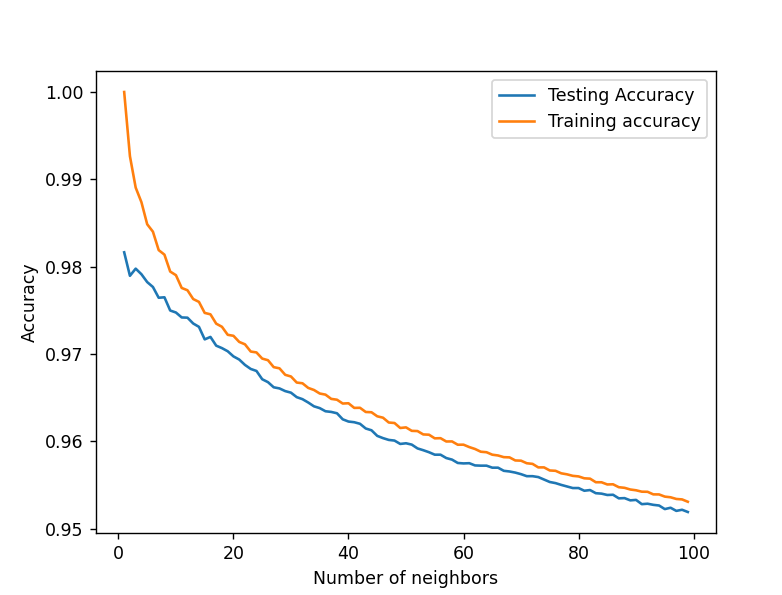 Testing Accuracy
Training accuracy
1.00
0.99
0.98
0.97
0.96
0.95
Accuracy
0 20 40 60 80 100
Number of neighbors